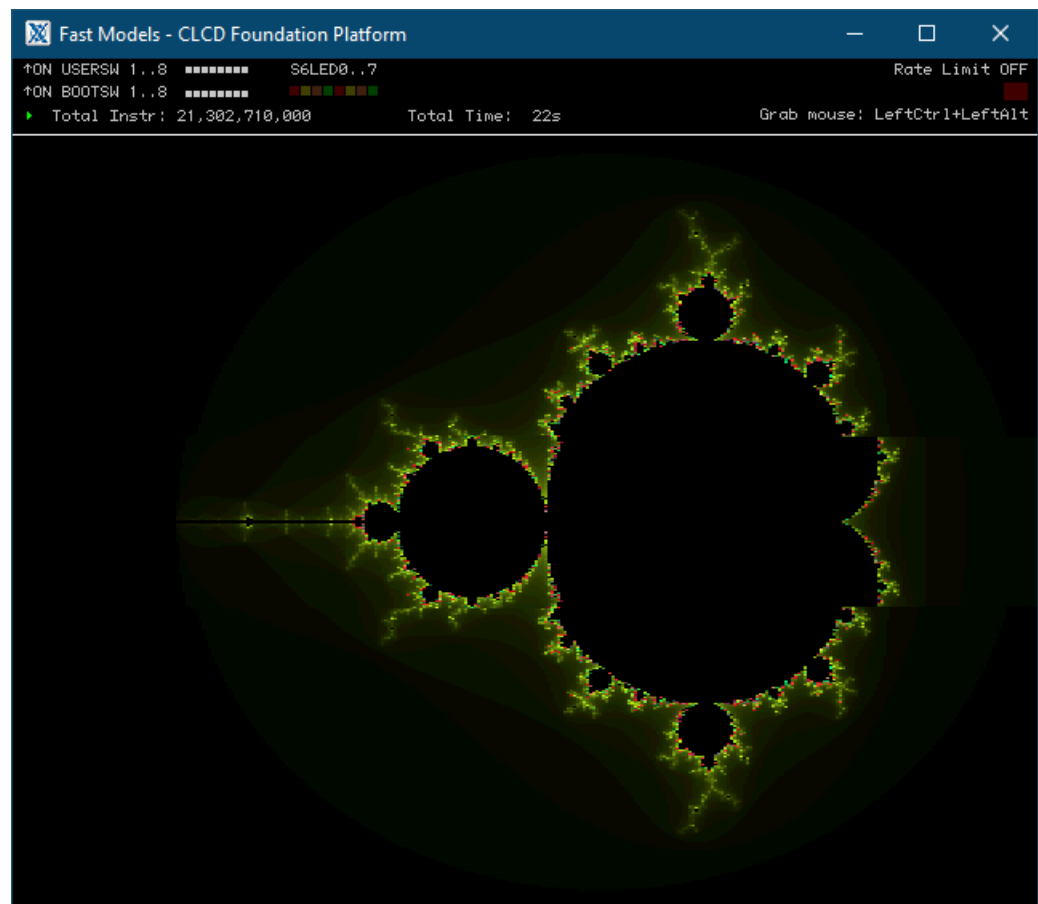 Fast Models - CLCD Foundation Platform
↑ON USERSW 1..8 S6LED0..7 Rate Limit OFF
↑ON BOOTSW 1..8
Total Instr: 21,302,710,000 Total Time: 22s Grab mouse: LeftCtrl+LeftAlt